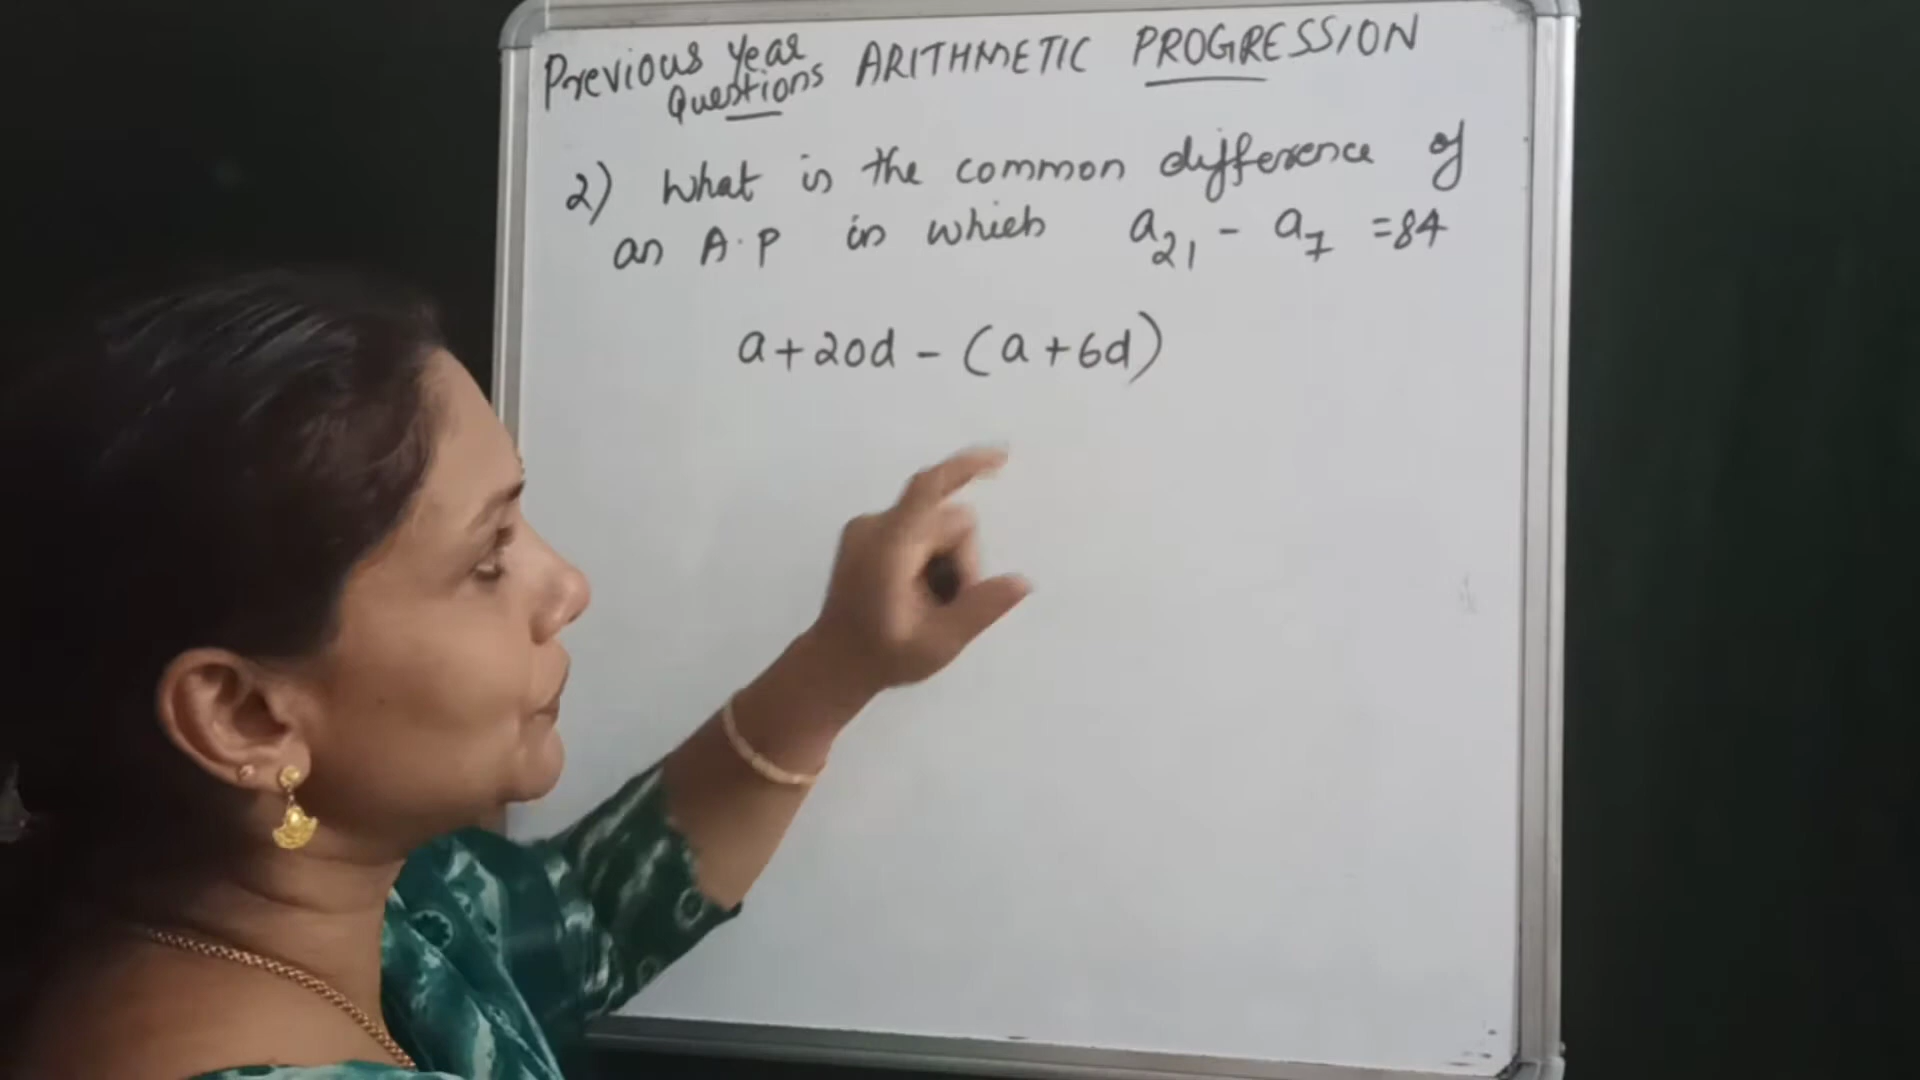 Previous Year ARITHMETIC PROGRESSION
Questions
2) What is the common difference of
an A.P in which a₂₁ - a₇ =84
a+20d-(a+6d)